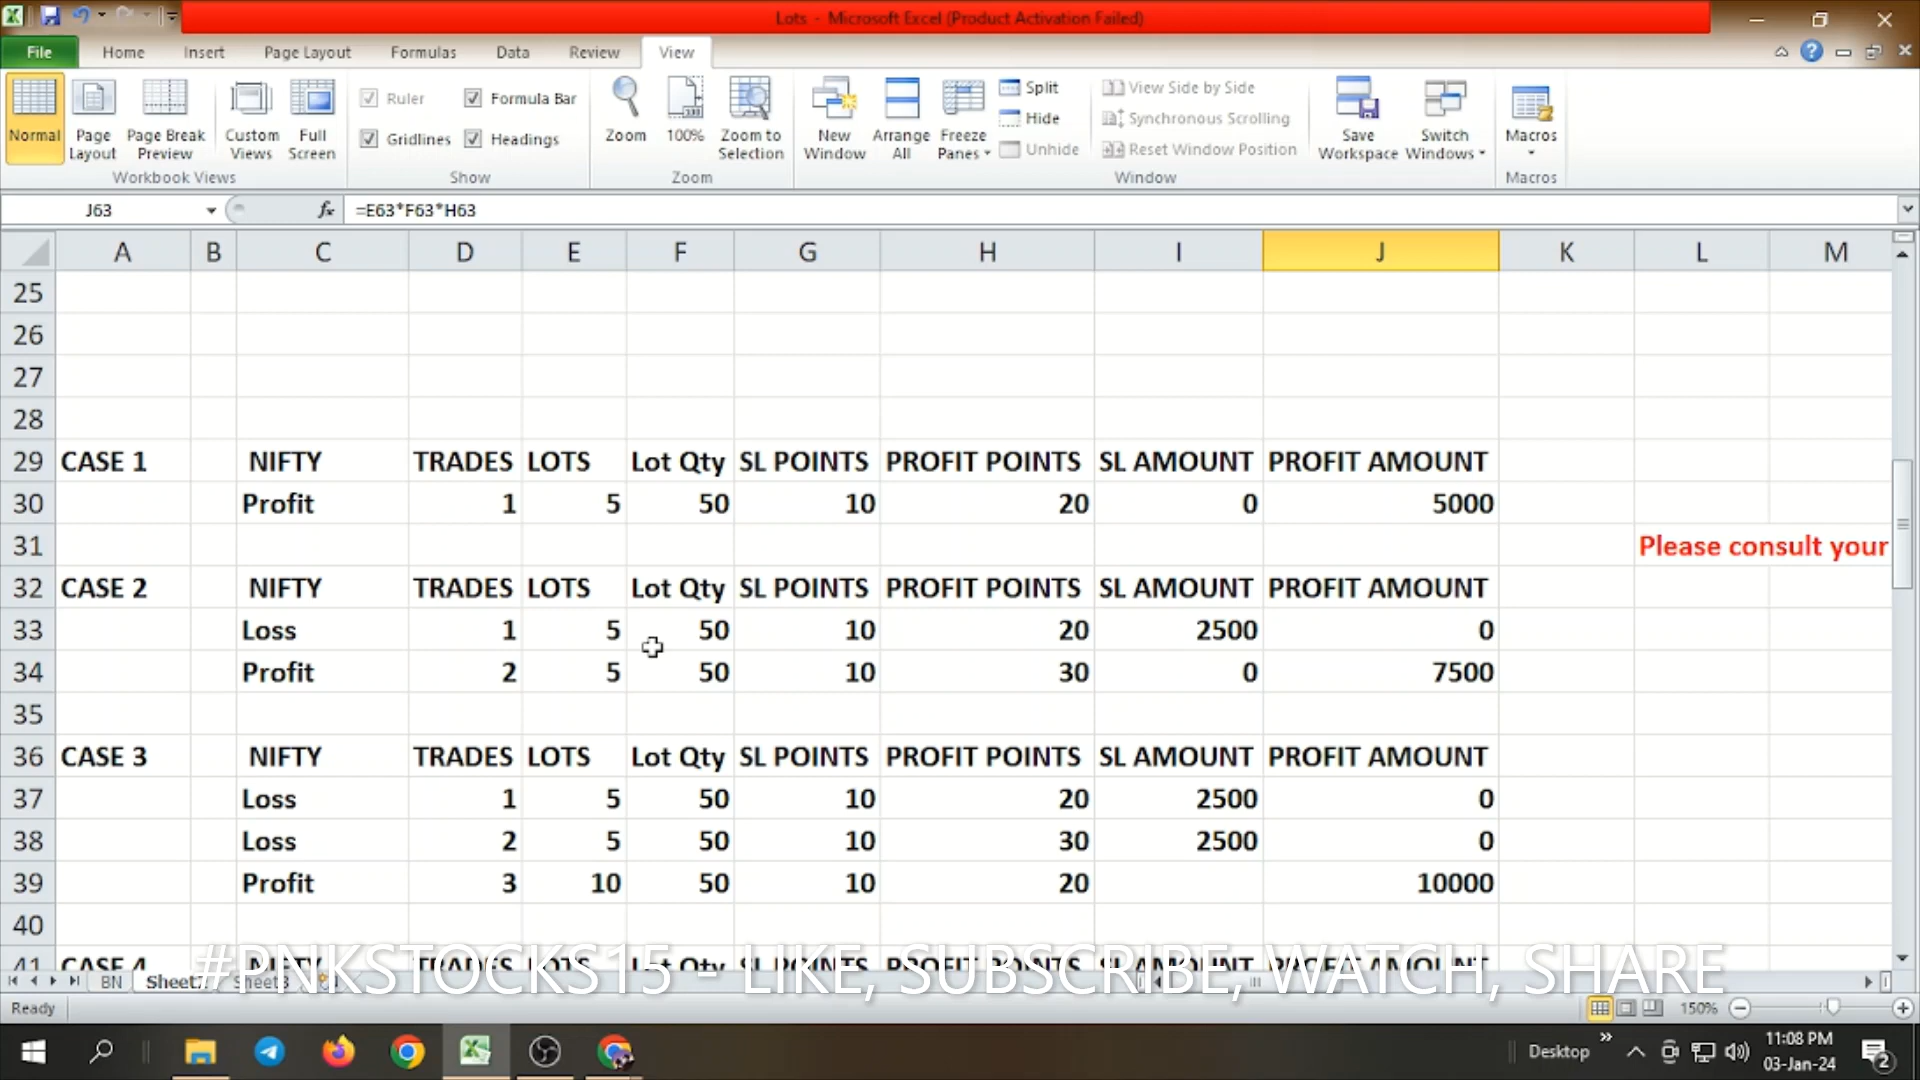 Lots - Microsoft Excel (Product Activation Failed)
File Home Insert Page Layout Formulas Data Review View
Normal Page Layout Page Break Preview Custom Views Full Screen
Ruler Formula Bar
Gridlines Headings
Zoom 100% Zoom to Selection
New Window Arrange All Freeze Panes
Split
Hide
Unhide
View Side by Side
Synchronous Scrolling
Reset Window Position
Save Workspace Switch Windows Macros
Workbook Views Show Zoom Window Macros
J63 fx =E63*F63*H63
A B C D E F G H I J K L M
25
26
27
28
29 CASE 1 NIFTY TRADES LOTS Lot Qty SL POINTS PROFIT POINTS SL AMOUNT PROFIT AMOUNT
30 Profit 1 5 50 10 20 0 5000
31 Please consult your
32 CASE 2 NIFTY TRADES LOTS Lot Qty SL POINTS PROFIT POINTS SL AMOUNT PROFIT AMOUNT
33 Loss 1 5 50 10 20 2500 0
34 Profit 2 5 50 10 30 0 7500
35
36 CASE 3 NIFTY TRADES LOTS Lot Qty SL POINTS PROFIT POINTS SL AMOUNT PROFIT AMOUNT
37 Loss 1 5 50 10 20 2500 0
38 Loss 2 5 50 10 30 2500 0
39 Profit 3 10 50 10 20 10000
40
41 CASE 4 NIFTY TRADES LOTS Lot Qty SL POINTS PROFIT POINTS SL AMOUNT PROFIT AMOUNT
#PNKSTOCKS15 - LIKE, SUBSCRIBE, WATCH, SHARE
BN Sheet3
Ready 150%
Desktop 11:08 PM
03-Jan-24 2